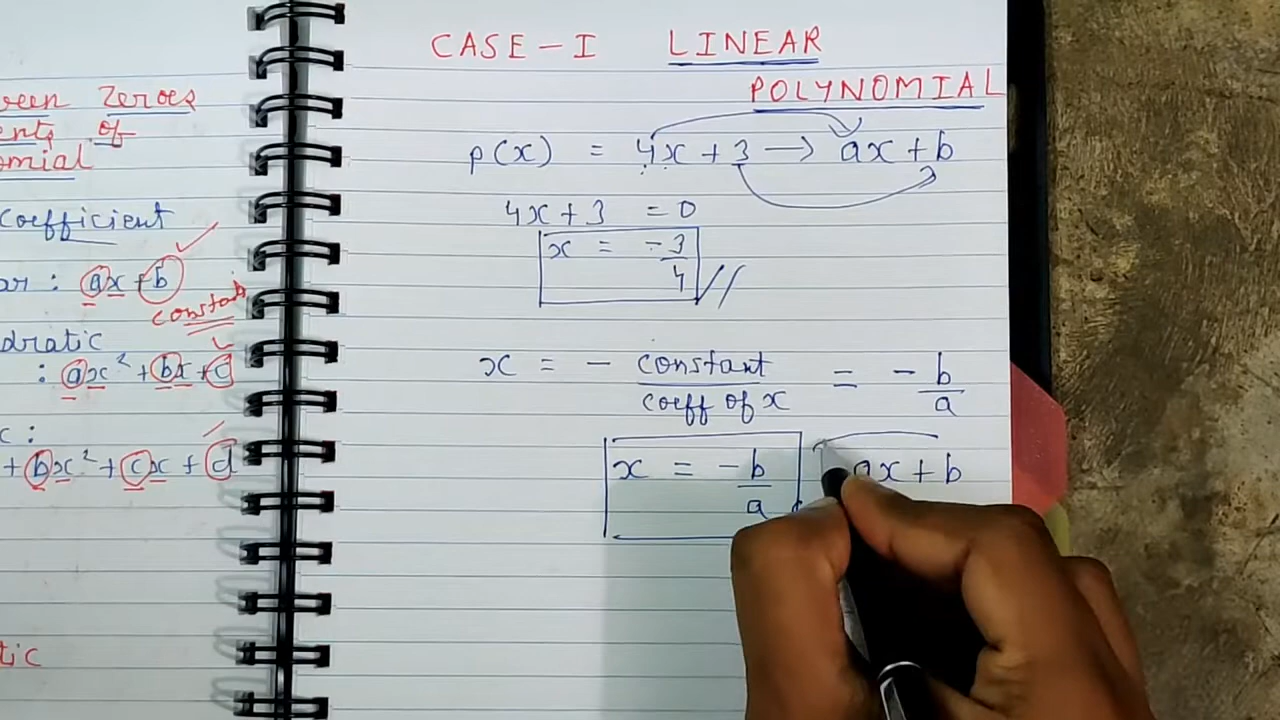 een Zeroes
ents of
omial
Coefficient
ar : ax + b
constant
dratic
: ax² + bx + c
c :
+ bx² + cx + d
tic
CASE - I LINEAR
POLYNOMIAL
p(x) = 4x + 3 → ax + b
4x + 3 = 0
x = -3/4
x = - constant/coeff of x = - b/a
x = -b/a ax + b